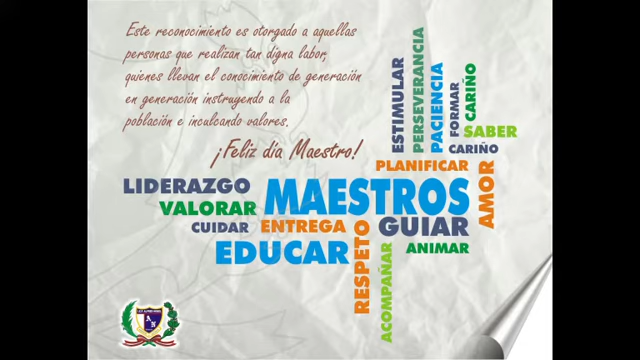 Este reconocimiento es otorgado a aquellas
personas que realizan tan digna labor,
quienes llevan el conocimiento de generación
en generación instruyendo a la
población e inculcando valores.
¡Feliz día Maestro!
ESTIMULAR
PERSEVERANCIA
PACIENCIA
FORMAR
CARIÑO
SABER
CARIÑO
PLANIFICAR
AMOR
LIDERAZGO
MAESTROS
VALORAR
CUIDAR
ENTREGA
GUIAR
EDUCAR
RESPETO
ACOMPAÑAR
ANIMAR
A N